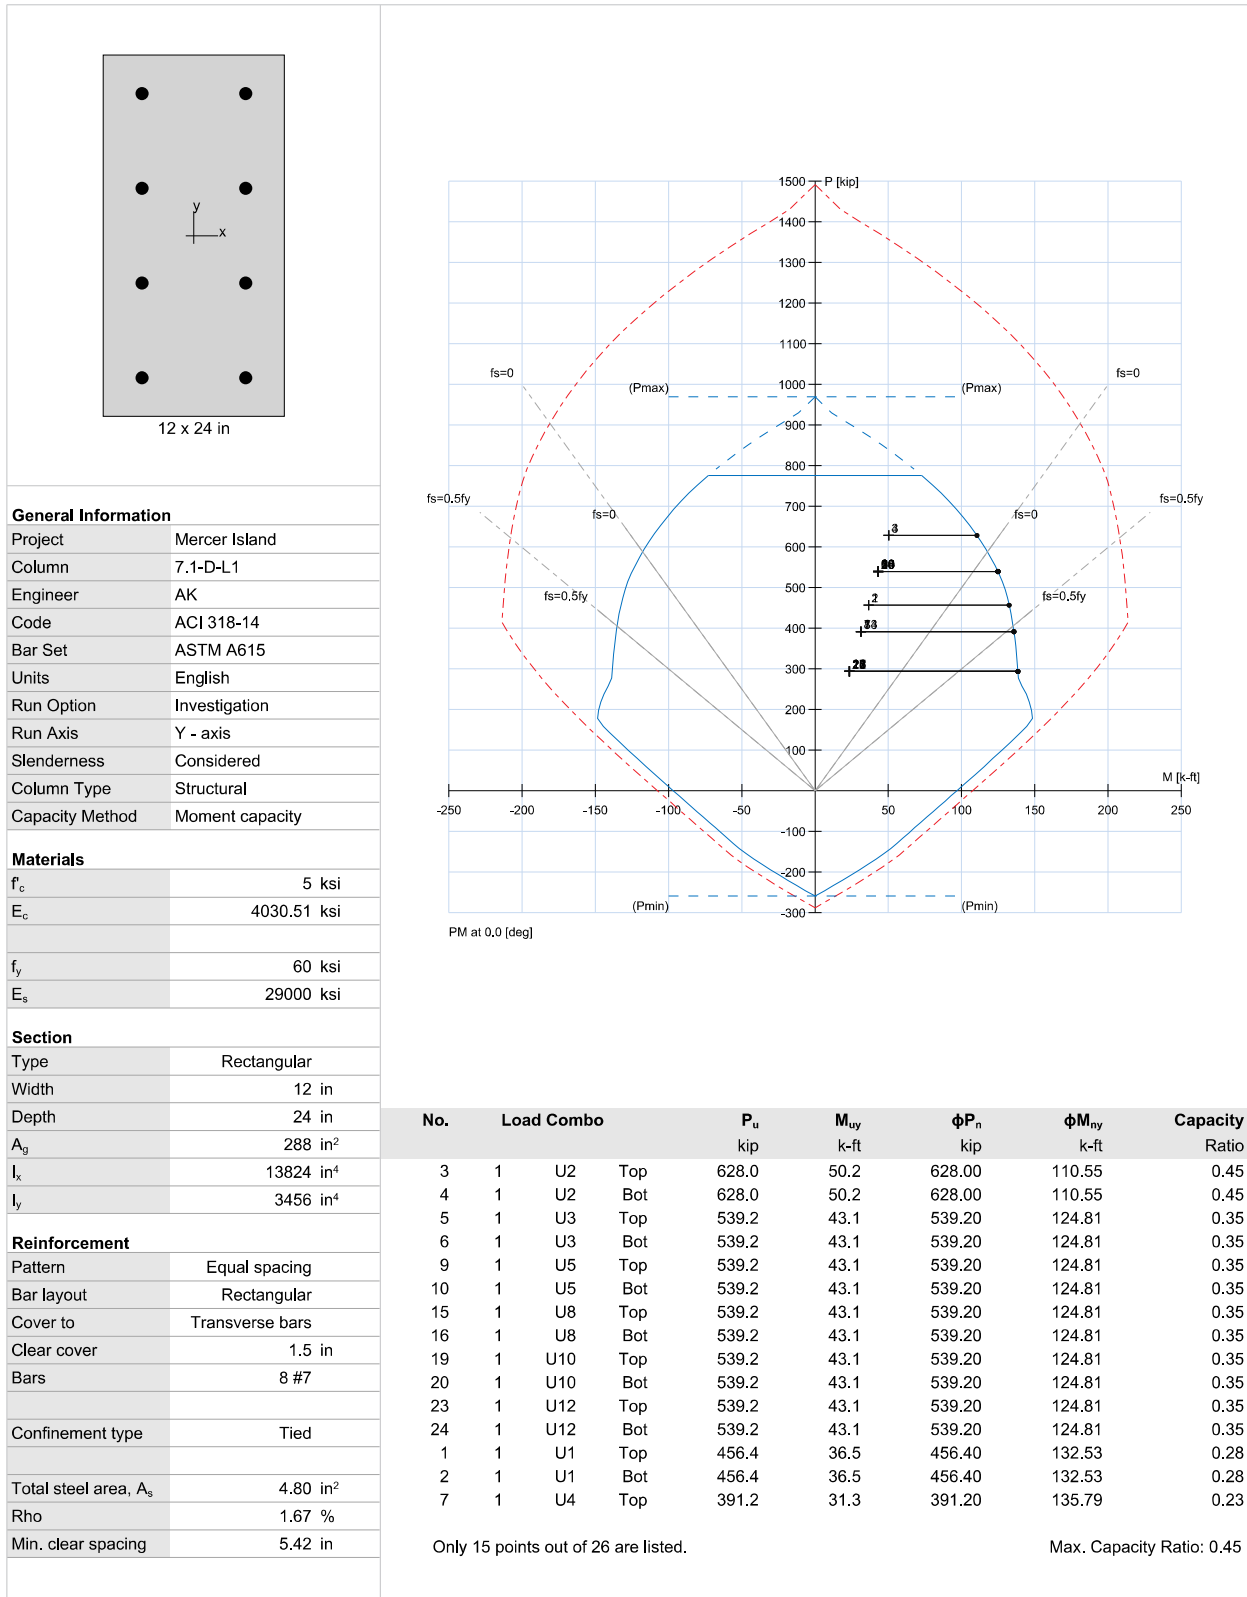 y
x
12 x 24 in
General Information
Project Mercer Island
Column 7.1-D-L1
Engineer AK
Code ACI 318-14
Bar Set ASTM A615
Units English
Run Option Investigation
Run Axis Y - axis
Slenderness Considered
Column Type Structural
Capacity Method Moment capacity
Materials
f'c 5 ksi
Ec 4030.51 ksi
fy 60 ksi
Es 29000 ksi
Section
Type Rectangular
Width 12 in
Depth 24 in
Ag 288 in²
Ix 13824 in⁴
Iy 3456 in⁴
Reinforcement
Pattern Equal spacing
Bar layout Rectangular
Cover to Transverse bars
Clear cover 1.5 in
Bars 8 #7
Confinement type Tied
Total steel area, As 4.80 in²
Rho 1.67 %
Min. clear spacing 5.42 in
1500 P [kip]
1400
1300
1200
1100
1000
fs=0 fs=0
(Pmax) (Pmax)
900
800
700
fs=0.5fy fs=0.5fy
fs=0 fs=0
600
500
fs=0.5fy fs=0.5fy
400
300
200
100
M [k-ft]
-250 -200 -150 -100 -50 50 100 150 200 250
-100
-200
(Pmin) (Pmin)
-300
PM at 0.0 [deg]
No. Load Combo Pu Muy ϕPn ϕMny Capacity
kip k-ft kip k-ft Ratio
3 1 U2 Top 628.0 50.2 628.00 110.55 0.45
4 1 U2 Bot 628.0 50.2 628.00 110.55 0.45
5 1 U3 Top 539.2 43.1 539.20 124.81 0.35
6 1 U3 Bot 539.2 43.1 539.20 124.81 0.35
9 1 U5 Top 539.2 43.1 539.20 124.81 0.35
10 1 U5 Bot 539.2 43.1 539.20 124.81 0.35
15 1 U8 Top 539.2 43.1 539.20 124.81 0.35
16 1 U8 Bot 539.2 43.1 539.20 124.81 0.35
19 1 U10 Top 539.2 43.1 539.20 124.81 0.35
20 1 U10 Bot 539.2 43.1 539.20 124.81 0.35
23 1 U12 Top 539.2 43.1 539.20 124.81 0.35
24 1 U12 Bot 539.2 43.1 539.20 124.81 0.35
1 1 U1 Top 456.4 36.5 456.40 132.53 0.28
2 1 U1 Bot 456.4 36.5 456.40 132.53 0.28
7 1 U4 Top 391.2 31.3 391.20 135.79 0.23
Only 15 points out of 26 are listed. Max. Capacity Ratio: 0.45